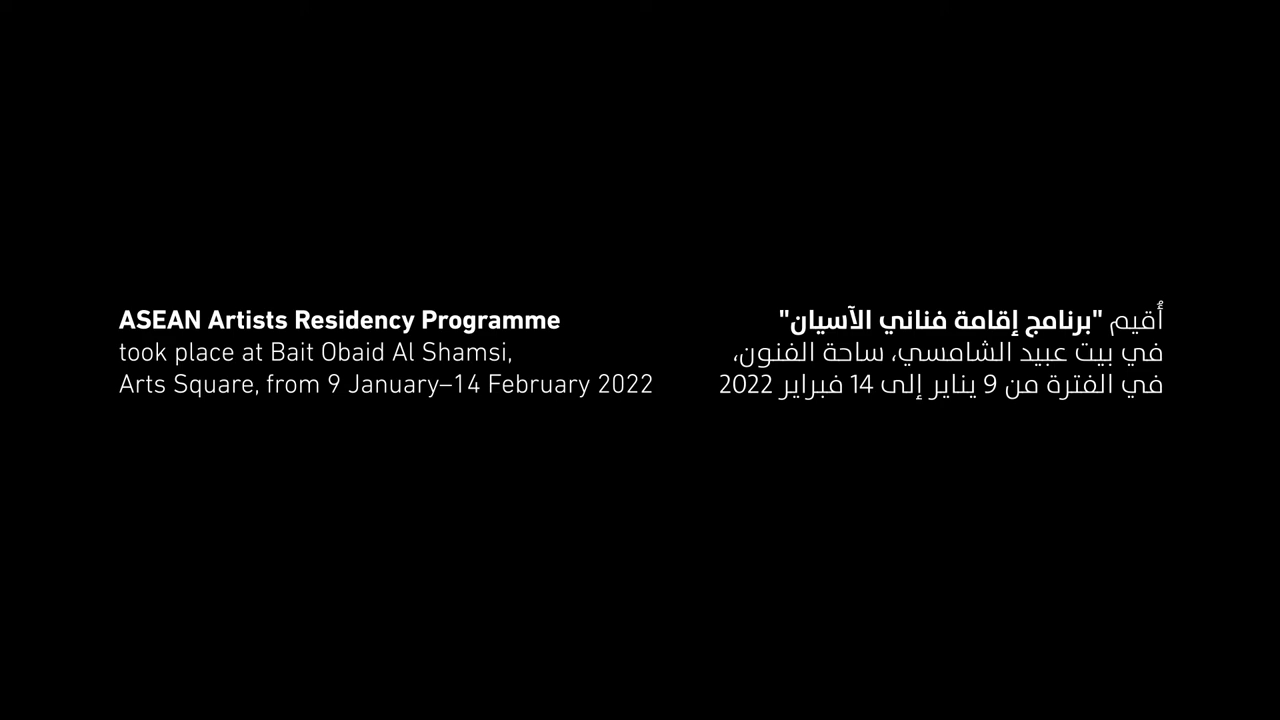 ASEAN Artists Residency Programme
took place at Bait Obaid Al Shamsi,
Arts Square, from 9 January–14 February 2022
أُقيم "برنامج إقامة فناني الآسيان"
في بيت عبيد الشامسي، ساحة الفنون،
في الفترة من 9 يناير إلى 14 فبراير 2022